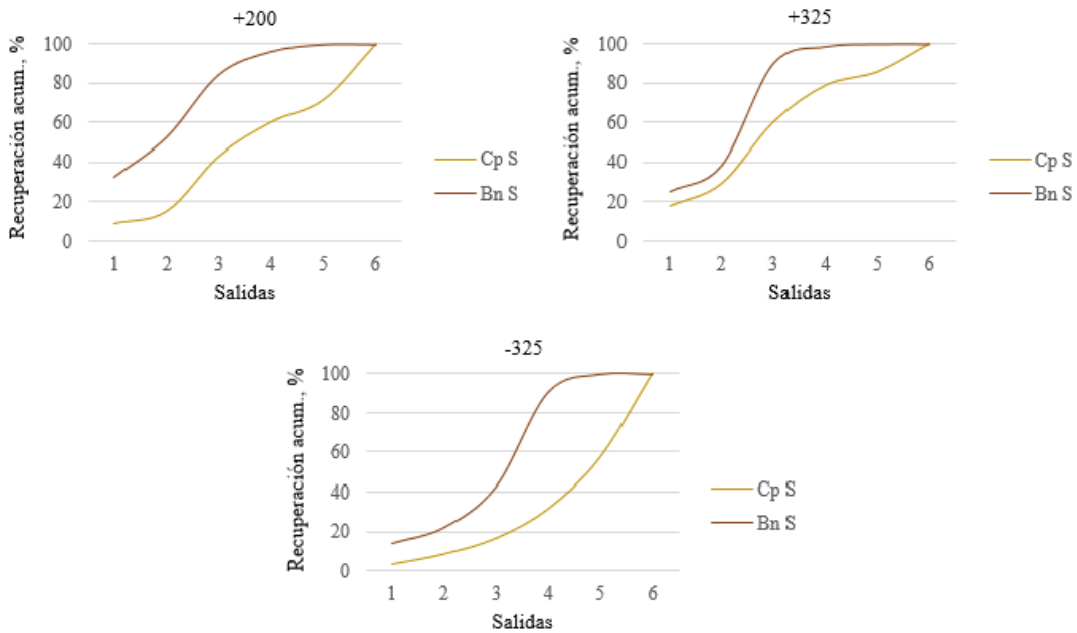 +200
Recuperación acum., %
100
80
60
40
20
0
1 2 3 4 5 6
Salidas
Cp S
Bn S
+325
Recuperación acum., %
100
80
60
40
20
0
1 2 3 4 5 6
Salidas
Cp S
Bn S
-325
Recuperación acum., %
100
80
60
40
20
0
1 2 3 4 5 6
Salidas
Cp S
Bn S